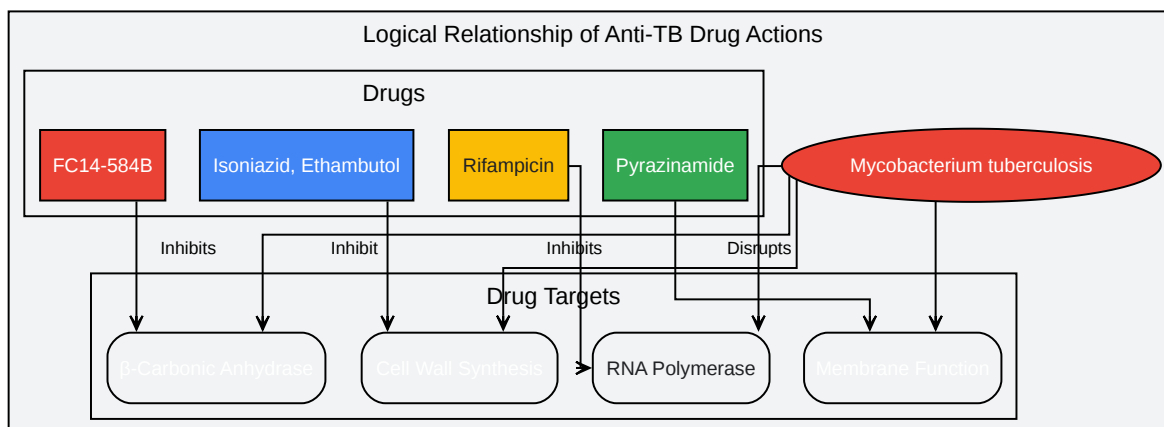 Logical Relationship of Anti-TB Drug Actions
Drugs
FC14-584B
Isoniazid, Ethambutol
Rifampicin
Pyrazinamide
Mycobacterium tuberculosis
Inhibits
Inhibit
Inhibits
Disrupts
Drug Targets
β-Carbonic Anhydrase
Cell Wall Synthesis
RNA Polymerase
Membrane Function